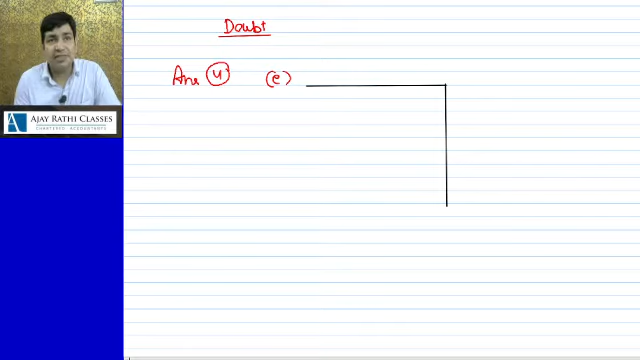 Doubt
Ans 4 (e)
A
AJAY RATHI CLASSES
CHARTERED ACCOUNTANTS